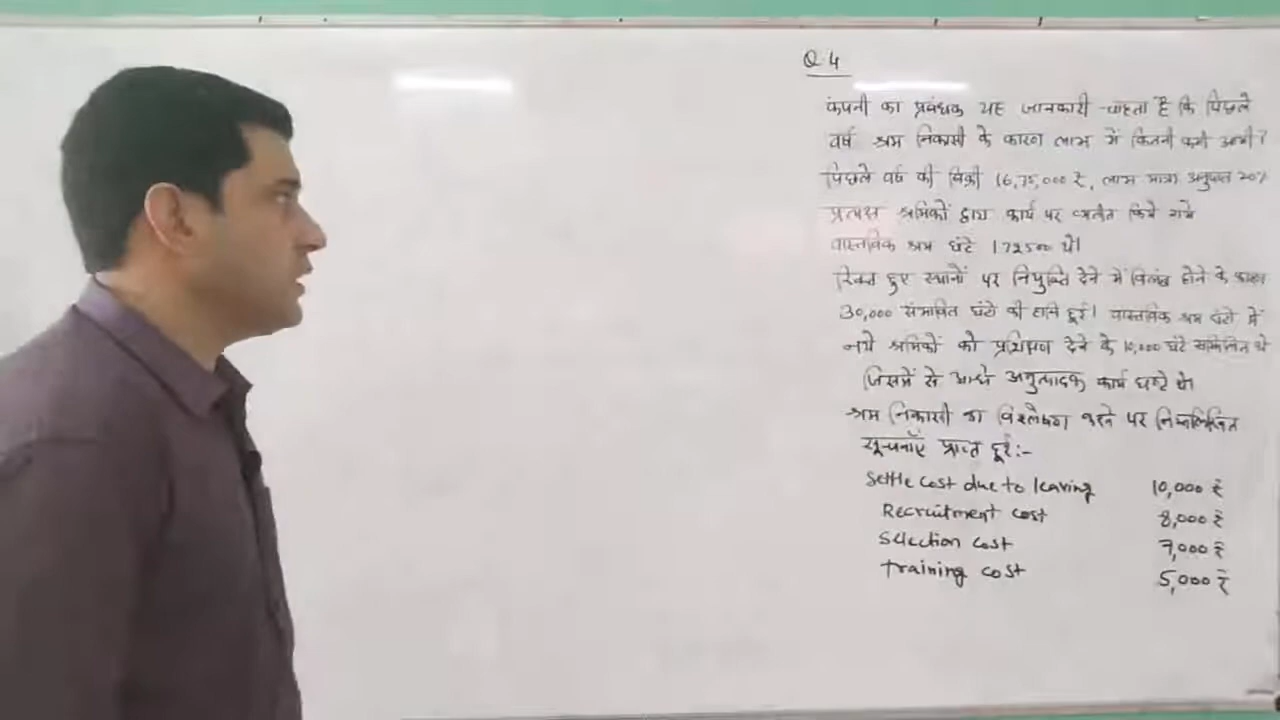 Q.4
कंपनी का प्रबंधक यह जानकारी चाहता है कि पिछले
वर्ष श्रम निकासी के कारण लाभ में कितनी कमी आयी?
पिछले वर्ष की बिक्री 16,75,000 ₹, लाभ मात्रा अनुपात 20%
प्रत्यक्ष श्रमिकों द्वारा कार्य पर व्यतीत किये गये
वास्तविक श्रम घंटे 172500 थे।
रिक्त हुए स्थानों पर नियुक्ति देने में विलंब होने के कारण
30,000 संभावित घंटो की हानि हुई। वास्तविक श्रम घंटो में
नये श्रमिकों को प्रशिक्षण देने के 10,000 घंटे सम्मिलित थे
जिसमें से आधे अनुत्पादक कार्य घण्टे थे।
श्रम निकासी का विश्लेषण करने पर निम्नलिखित
सूचनाएँ प्राप्त हुई:-
Settle cost due to leaving 10,000 ₹
Recruitment cost 8,000 ₹
Selection cost 7,000 ₹
training cost 5,000 ₹